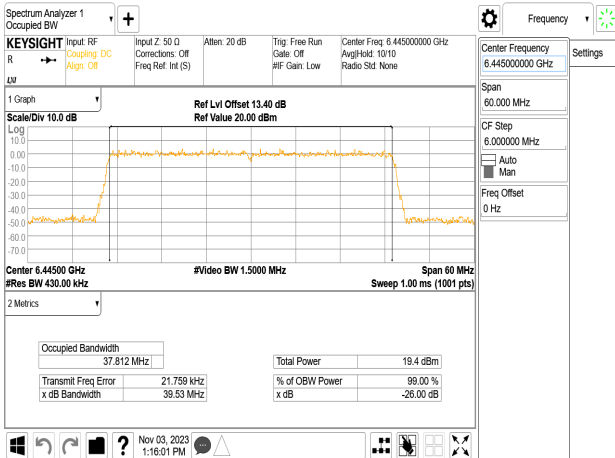 Spectrum Analyzer 1
Occupied BW
Frequency
KEYSIGHT
R
Input: RF
Coupling: DC
Align: Off
Input Z: 50 Ω
Corrections: Off
Freq Ref: Int (S)
Atten: 20 dB
Trig: Free Run
Gate: Off
#IF Gain: Low
Center Freq: 6.445000000 GHz
Avg|Hold: 10/10
Radio Std: None
Center Frequency
6.445000000 GHz
Settings
Span
60.000 MHz
CF Step
6.000000 MHz
Auto
Man
Freq Offset
0 Hz
1 Graph
Ref Lvl Offset 13.40 dB
Scale/Div 10.0 dB
Ref Value 20.00 dBm
Log
10.0
0.00
-10.0
-20.0
-30.0
-40.0
-50.0
-60.0
-70.0
Center 6.44500 GHz
#Video BW 1.5000 MHz
Span 60 MHz
#Res BW 430.00 kHz
Sweep 1.00 ms (1001 pts)
2 Metrics
Occupied Bandwidth
37.812 MHz
Total Power 19.4 dBm
Transmit Freq Error 21.759 kHz
% of OBW Power 99.00 %
x dB Bandwidth 39.53 MHz
x dB -26.00 dB
?
Nov 03, 2023
1:16:01 PM